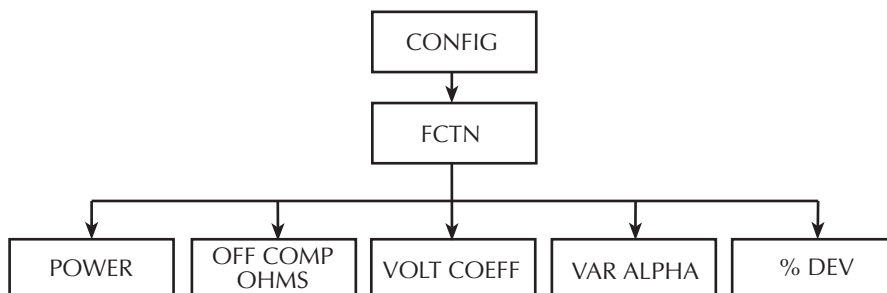 CONFIG
FCTN
POWER
OFF COMP
OHMS
VOLT COEFF
VAR ALPHA
% DEV